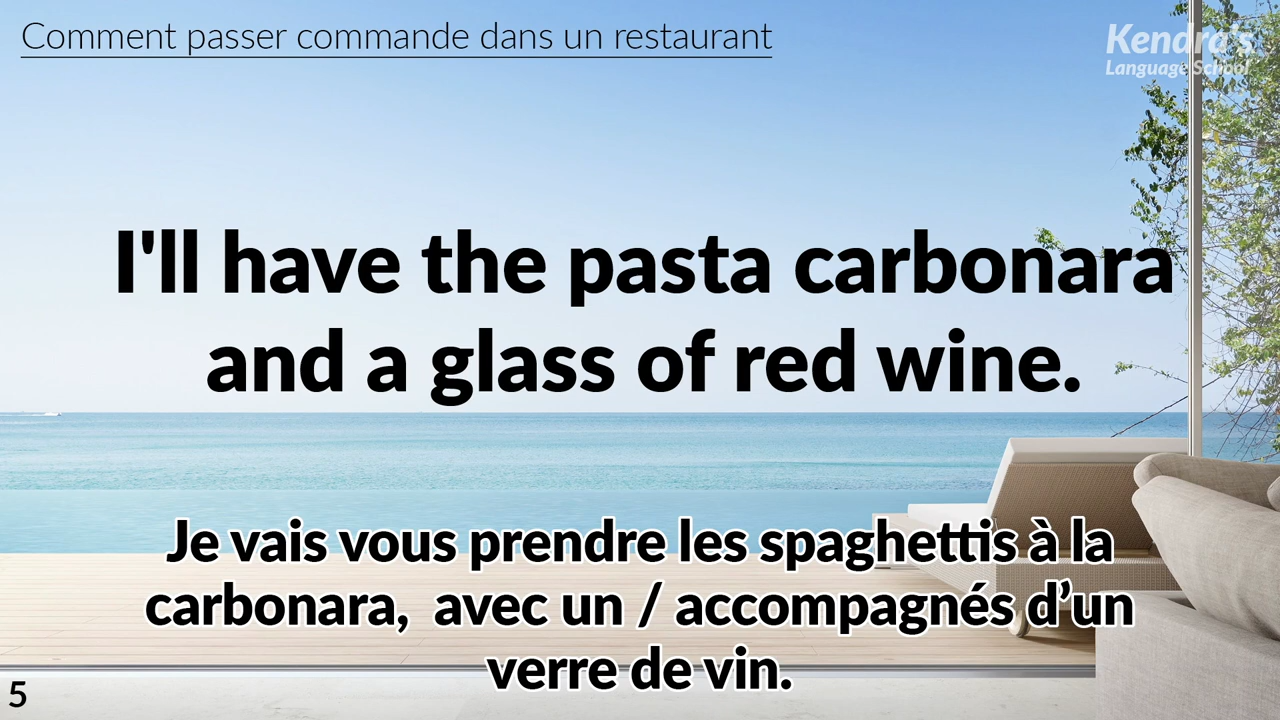 Comment passer commande dans un restaurant
Kendra's
Language School
I'll have the pasta carbonara
and a glass of red wine.
Je vais vous prendre les spaghettis à la
carbonara,  avec un / accompagnés d’un
verre de vin.
5